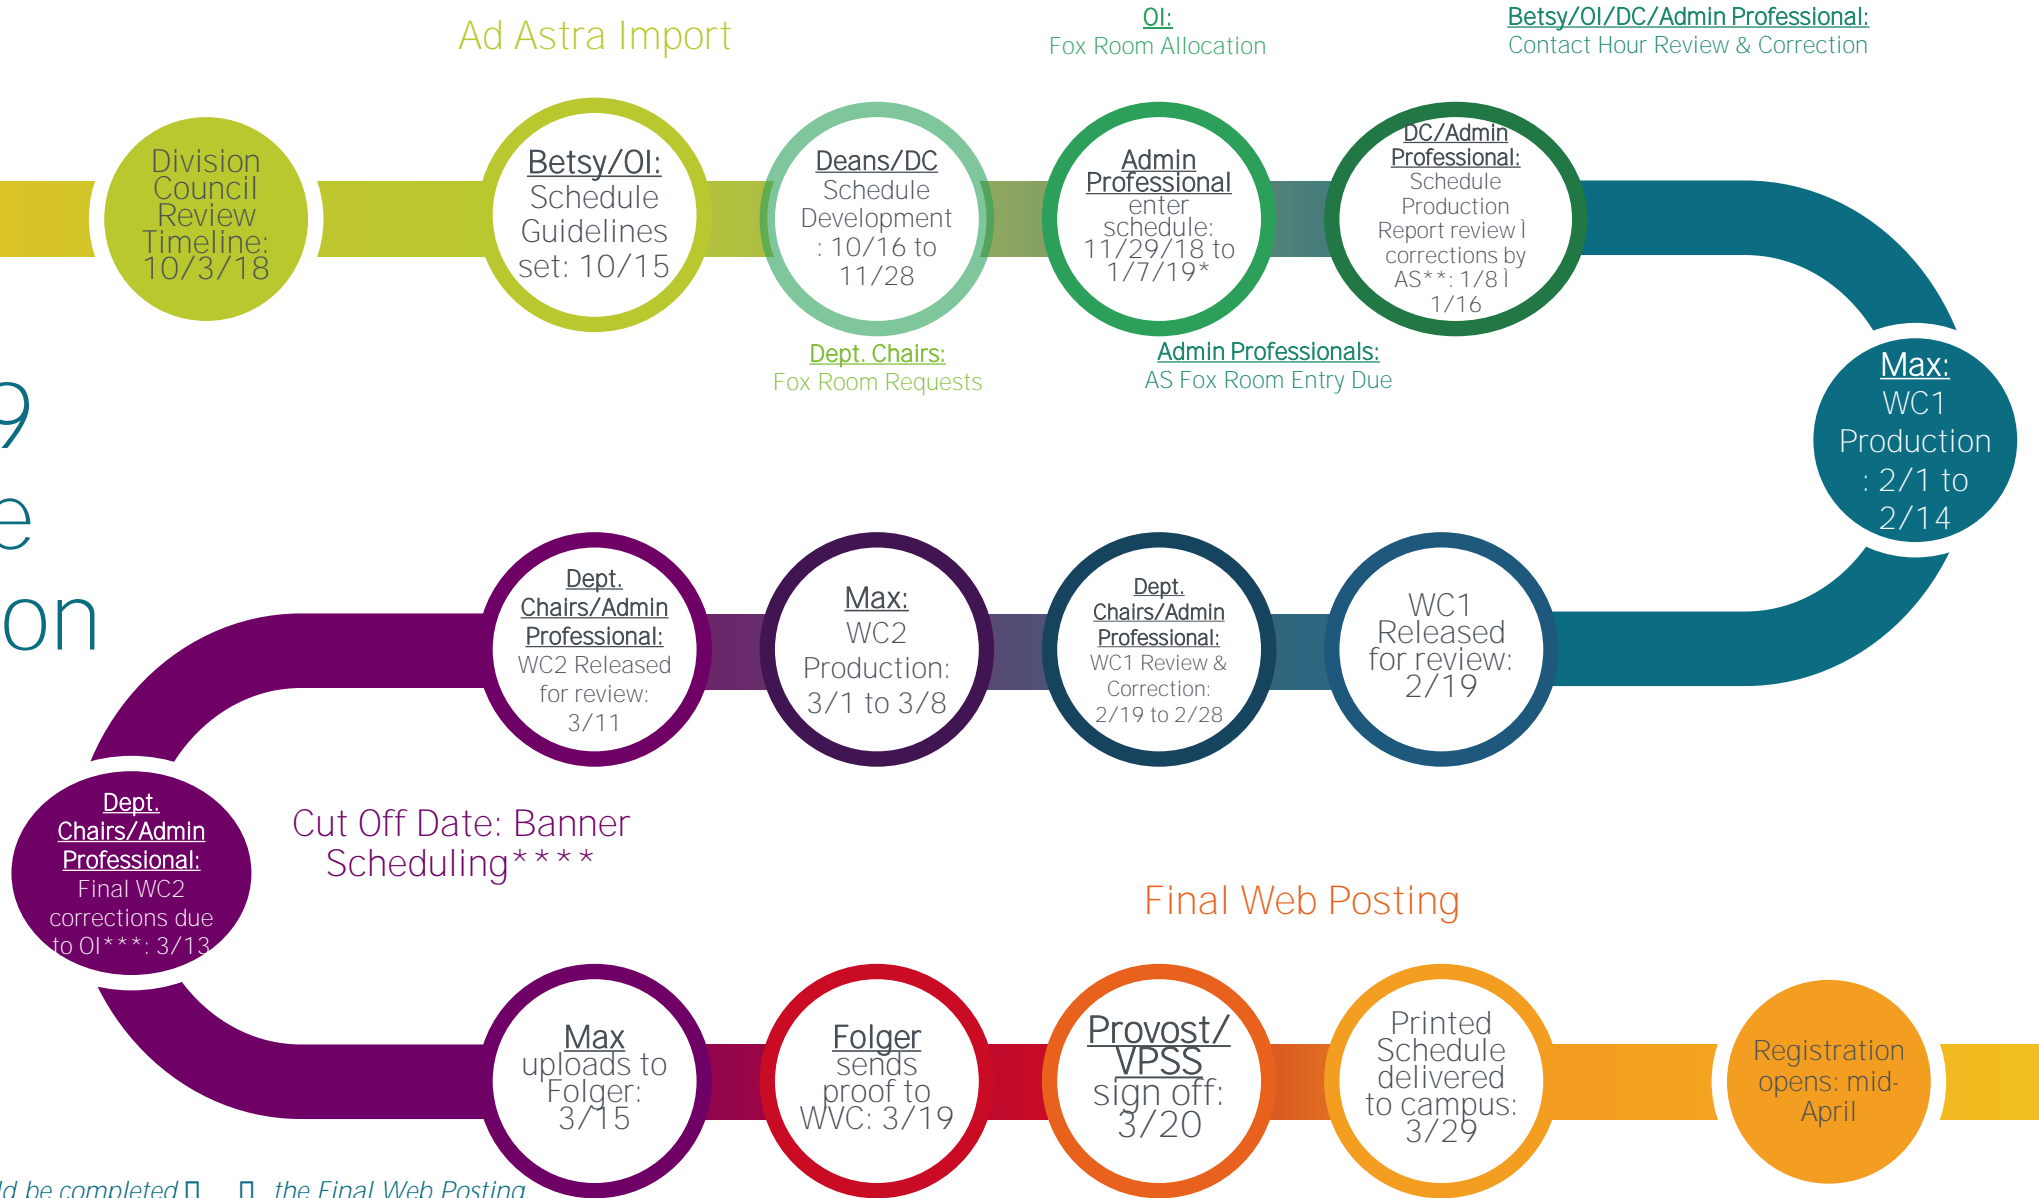 Ad Astra Import
OI:
Fox Room Allocation
Betsy/OI/DC/Admin Professional:
Contact Hour Review & Correction
Division
Council
Review
Timeline:
10/3/18
Betsy/OI:
Schedule
Guidelines
set: 10/15
Deans/DC
Schedule
Development
: 10/16 to
11/28
Admin
Professional
enter
schedule:
11/29/18 to
1/7/19*
DC/Admin
Professional:
Schedule
Production
Report review Ì
corrections by
AS**: 1/8 Ì
1/16
Dept. Chairs:
Fox Room Requests
Admin Professionals:
AS Fox Room Entry Due
Max:
WC1
Production
: 2/1 to
2/14
9
e
on
Dept.
Chairs/Admin
Professional:
WC2 Released
for review:
3/11
Max:
WC2
Production:
3/1 to 3/8
Dept.
Chairs/Admin
Professional:
WC1 Review &
Correction:
2/19 to 2/28
WC1
Released
for review:
2/19
Dept.
Chairs/Admin
Professional:
Final WC2
corrections due
to OI***: 3/13
Cut Off Date: Banner
Scheduling****
Final Web Posting
Max
uploads to
Folger:
3/15
Folger
sends
proof to
WVC: 3/19
Provost/
VPSS
sign off:
3/20
Printed
Schedule
delivered
to campus:
3/29
Registration
opens: mid-
April
ld be completed the Final Web Posting.